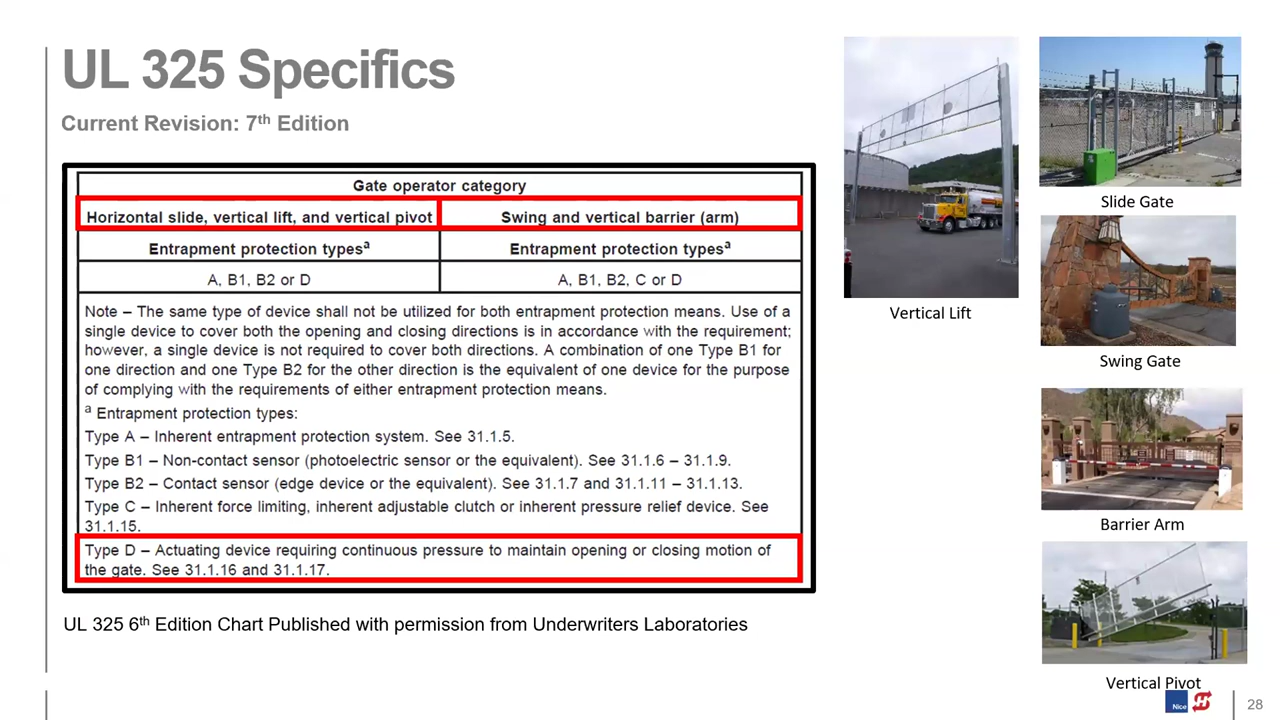 UL 325 Specifics
Current Revision: 7th Edition
Gate operator category
Horizontal slide, vertical lift, and vertical pivot
Swing and vertical barrier (arm)
Entrapment protection typesa
Entrapment protection typesa
A, B1, B2 or D
A, B1, B2, C or D
Note – The same type of device shall not be utilized for both entrapment protection means. Use of a
single device to cover both the opening and closing directions is in accordance with the requirement;
however, a single device is not required to cover both directions. A combination of one Type B1 for
one direction and one Type B2 for the other direction is the equivalent of one device for the purpose
of complying with the requirements of either entrapment protection means.
a Entrapment protection types:
Type A – Inherent entrapment protection system. See 31.1.5.
Type B1 – Non-contact sensor (photoelectric sensor or the equivalent). See 31.1.6 – 31.1.9.
Type B2 – Contact sensor (edge device or the equivalent). See 31.1.7 and 31.1.11 – 31.1.13.
Type C – Inherent force limiting, inherent adjustable clutch or inherent pressure relief device. See
31.1.15.
Type D – Actuating device requiring continuous pressure to maintain opening or closing motion of
the gate. See 31.1.16 and 31.1.17.
UL 325 6th Edition Chart Published with permission from Underwriters Laboratories
Vertical Lift
Slide Gate
Swing Gate
Barrier Arm
Vertical Pivot
Nice
H
28